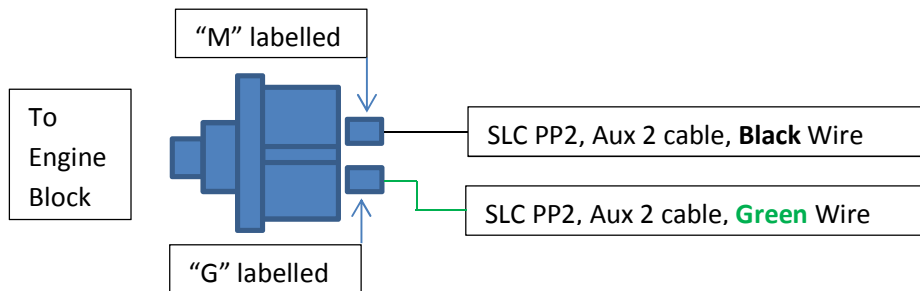 “M” labelled
To
Engine
Block
SLC PP2, Aux 2 cable, Black Wire
SLC PP2, Aux 2 cable, Green Wire
“G” labelled